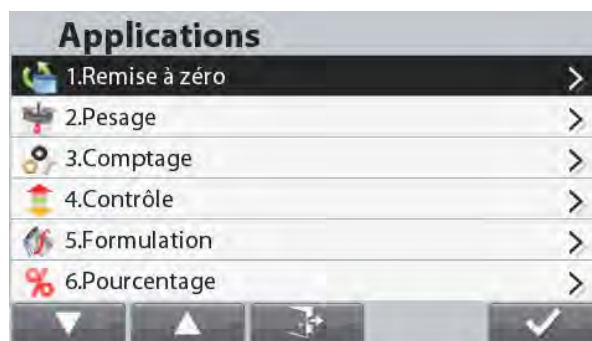 Applications
1.Remise à zéro
2.Pesage
3.Comptage
4.Contrôle
5.Formulation
6.Pourcentage